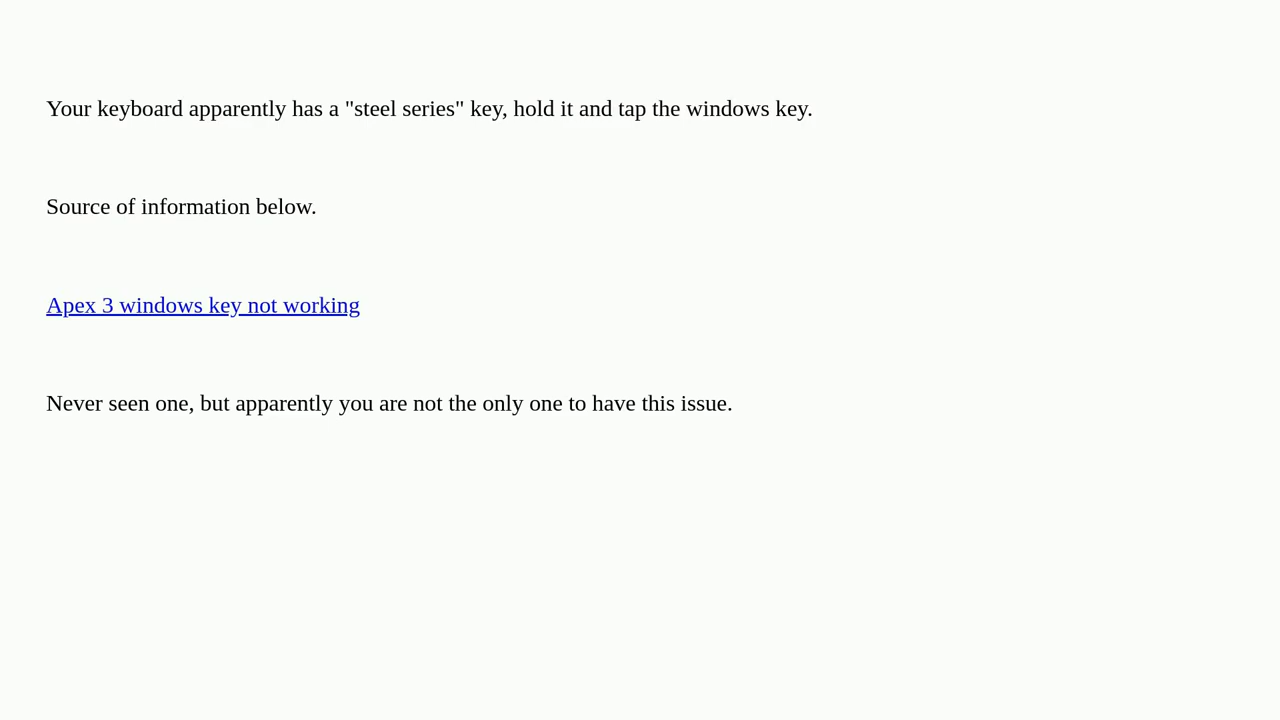 Your keyboard apparently has a "steel series" key, hold it and tap the windows key.
Source of information below.
Apex 3 windows key not working
Never seen one, but apparently you are not the only one to have this issue.